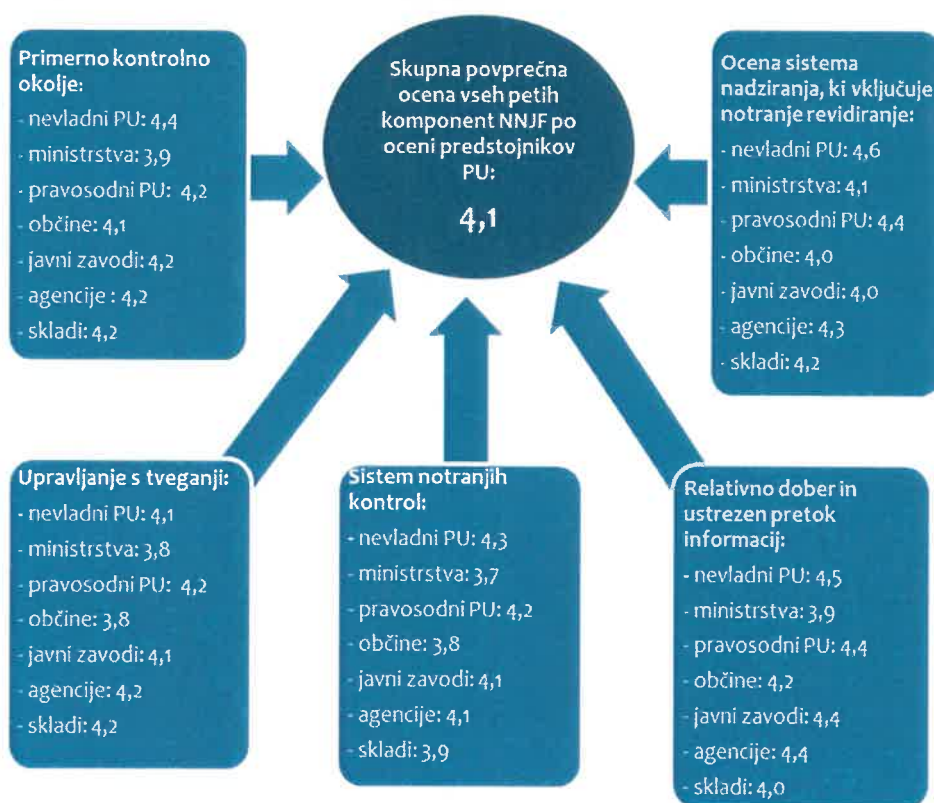 Primerno kontrolno
okolje:
- nevladni PU: 4,4
- ministrstva: 3,9
- pravosodni PU: 4,2
- občine: 4,1
- javni zavodi: 4,2
- agencije : 4,2
- skladi: 4,2
Skupna povprečna
ocena vseh petih
komponent NNJF po
oceni predstojnikov
PU:
4,1
Ocena sistema
nadziranja, ki vključuje
notranje revidiranje:
- nevladni PU: 4,6
- ministrstva: 4,1
- pravosodni PU: 4,4
- občine: 4,0
- javni zavodi: 4,0
- agencije: 4,3
- skladi: 4,2
Upravljanje s tveganji:
- nevladni PU: 4,1
- ministrstva: 3,8
- pravosodni PU: 4,2
- občine: 3,8
- javni zavodi: 4,1
- agencije: 4,2
- skladi: 4,2
Sistem notranjih
kontrol:
- nevladni PU: 4,3
- ministrstva: 3,7
- pravosodni PU: 4,2
- občine: 3,8
- javni zavodi: 4,1
- agencije: 4,1
- skladi: 3,9
Relativno dober in
ustrezen pretok
informacij:
- nevladni PU: 4,5
- ministrstva: 3,9
- pravosodni PU: 4,4
- občine: 4,2
- javni zavodi: 4,4
- agencije: 4,4
- skladi: 4,0